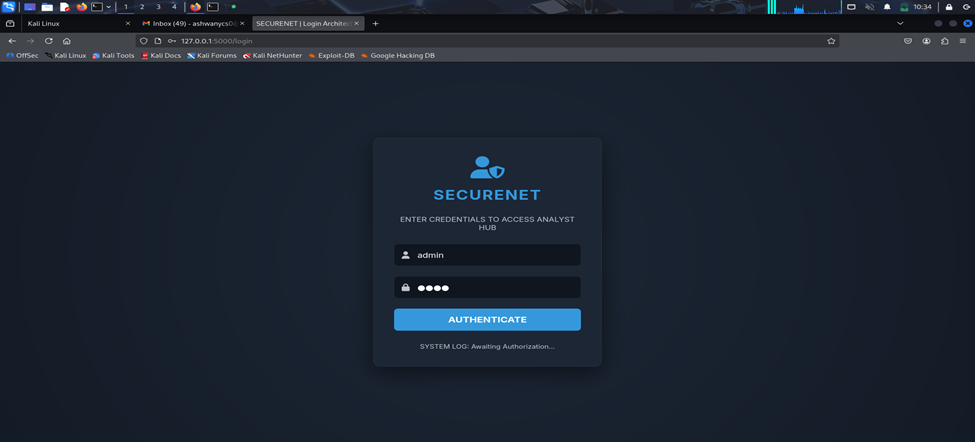 1 2 3 4 10:34
Kali Linux Inbox (49) - ashwanycs0 SECURENET | Login Architec
127.0.0.1:5000/login
OffSec Kali Linux Kali Tools Kali Docs Kali Forums Kali NetHunter Exploit-DB Google Hacking DB
SECURENET
ENTER CREDENTIALS TO ACCESS ANALYST
HUB
admin
AUTHENTICATE
SYSTEM LOG: Awaiting Authorization...